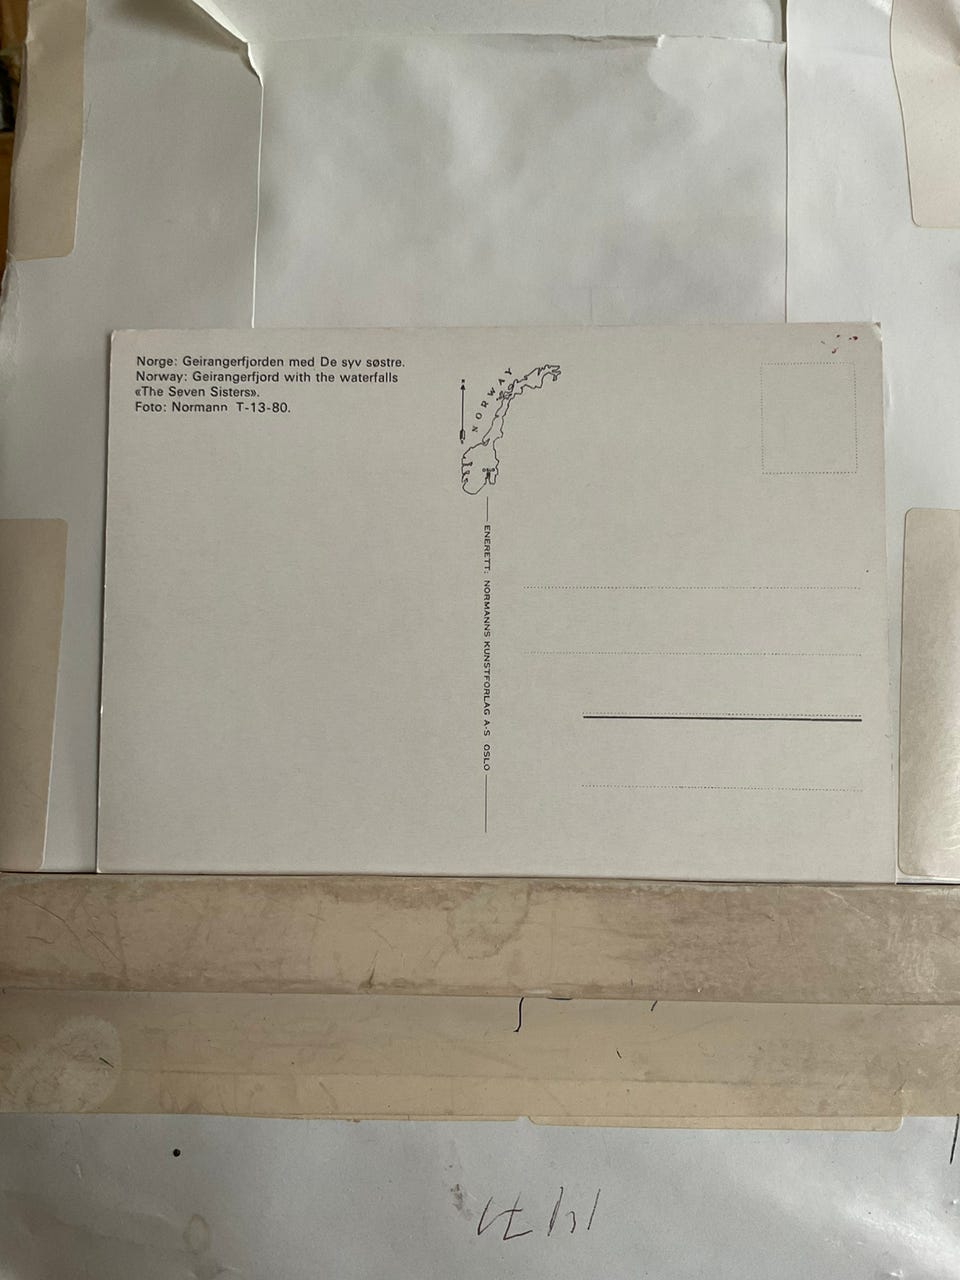 Norge: Geirangerfjorden med De syv søstre.
Norway: Geirangerfjord with the waterfalls
«The Seven Sisters».
Foto: Normann T-13-80.
NORWAY
ENERETT: NORMANNS KUNSTFORLAG A-S OSLO